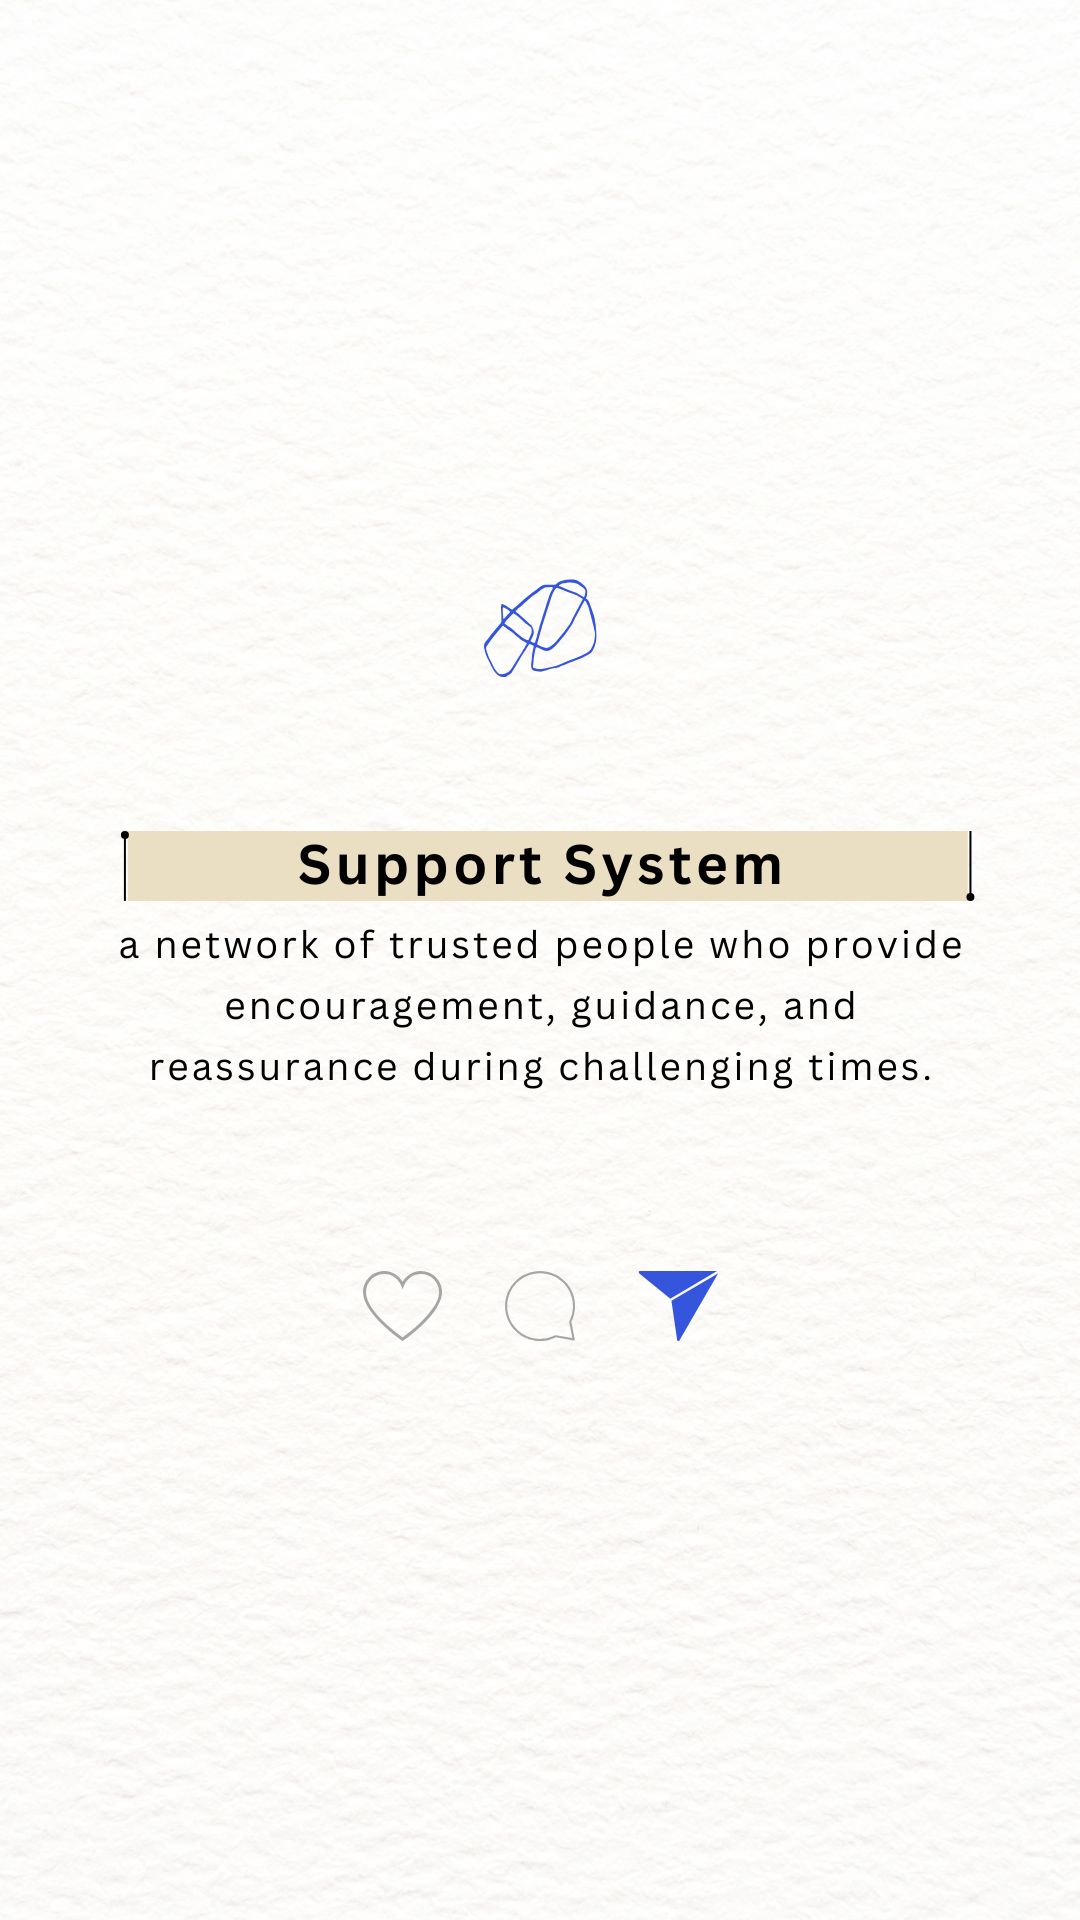 Support System
a network of trusted people who provide
encouragement, guidance, and
reassurance during challenging times.